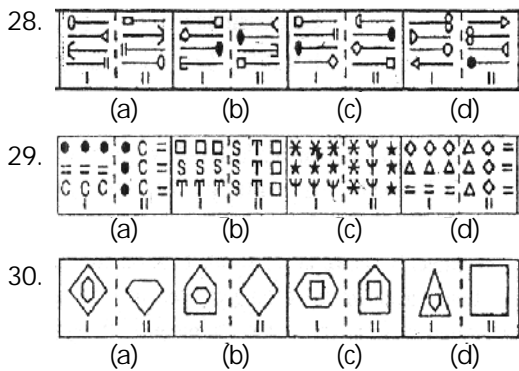 28.
I II I II I II I II
(a) (b) (c) (d)
29.
C = S T
= = = C = S S S S T
C C C C = T T T S T = = = =
I II I II I II I II
(a) (b) (c) (d)
30.
I II I II I II I II
(a) (b) (c) (d)